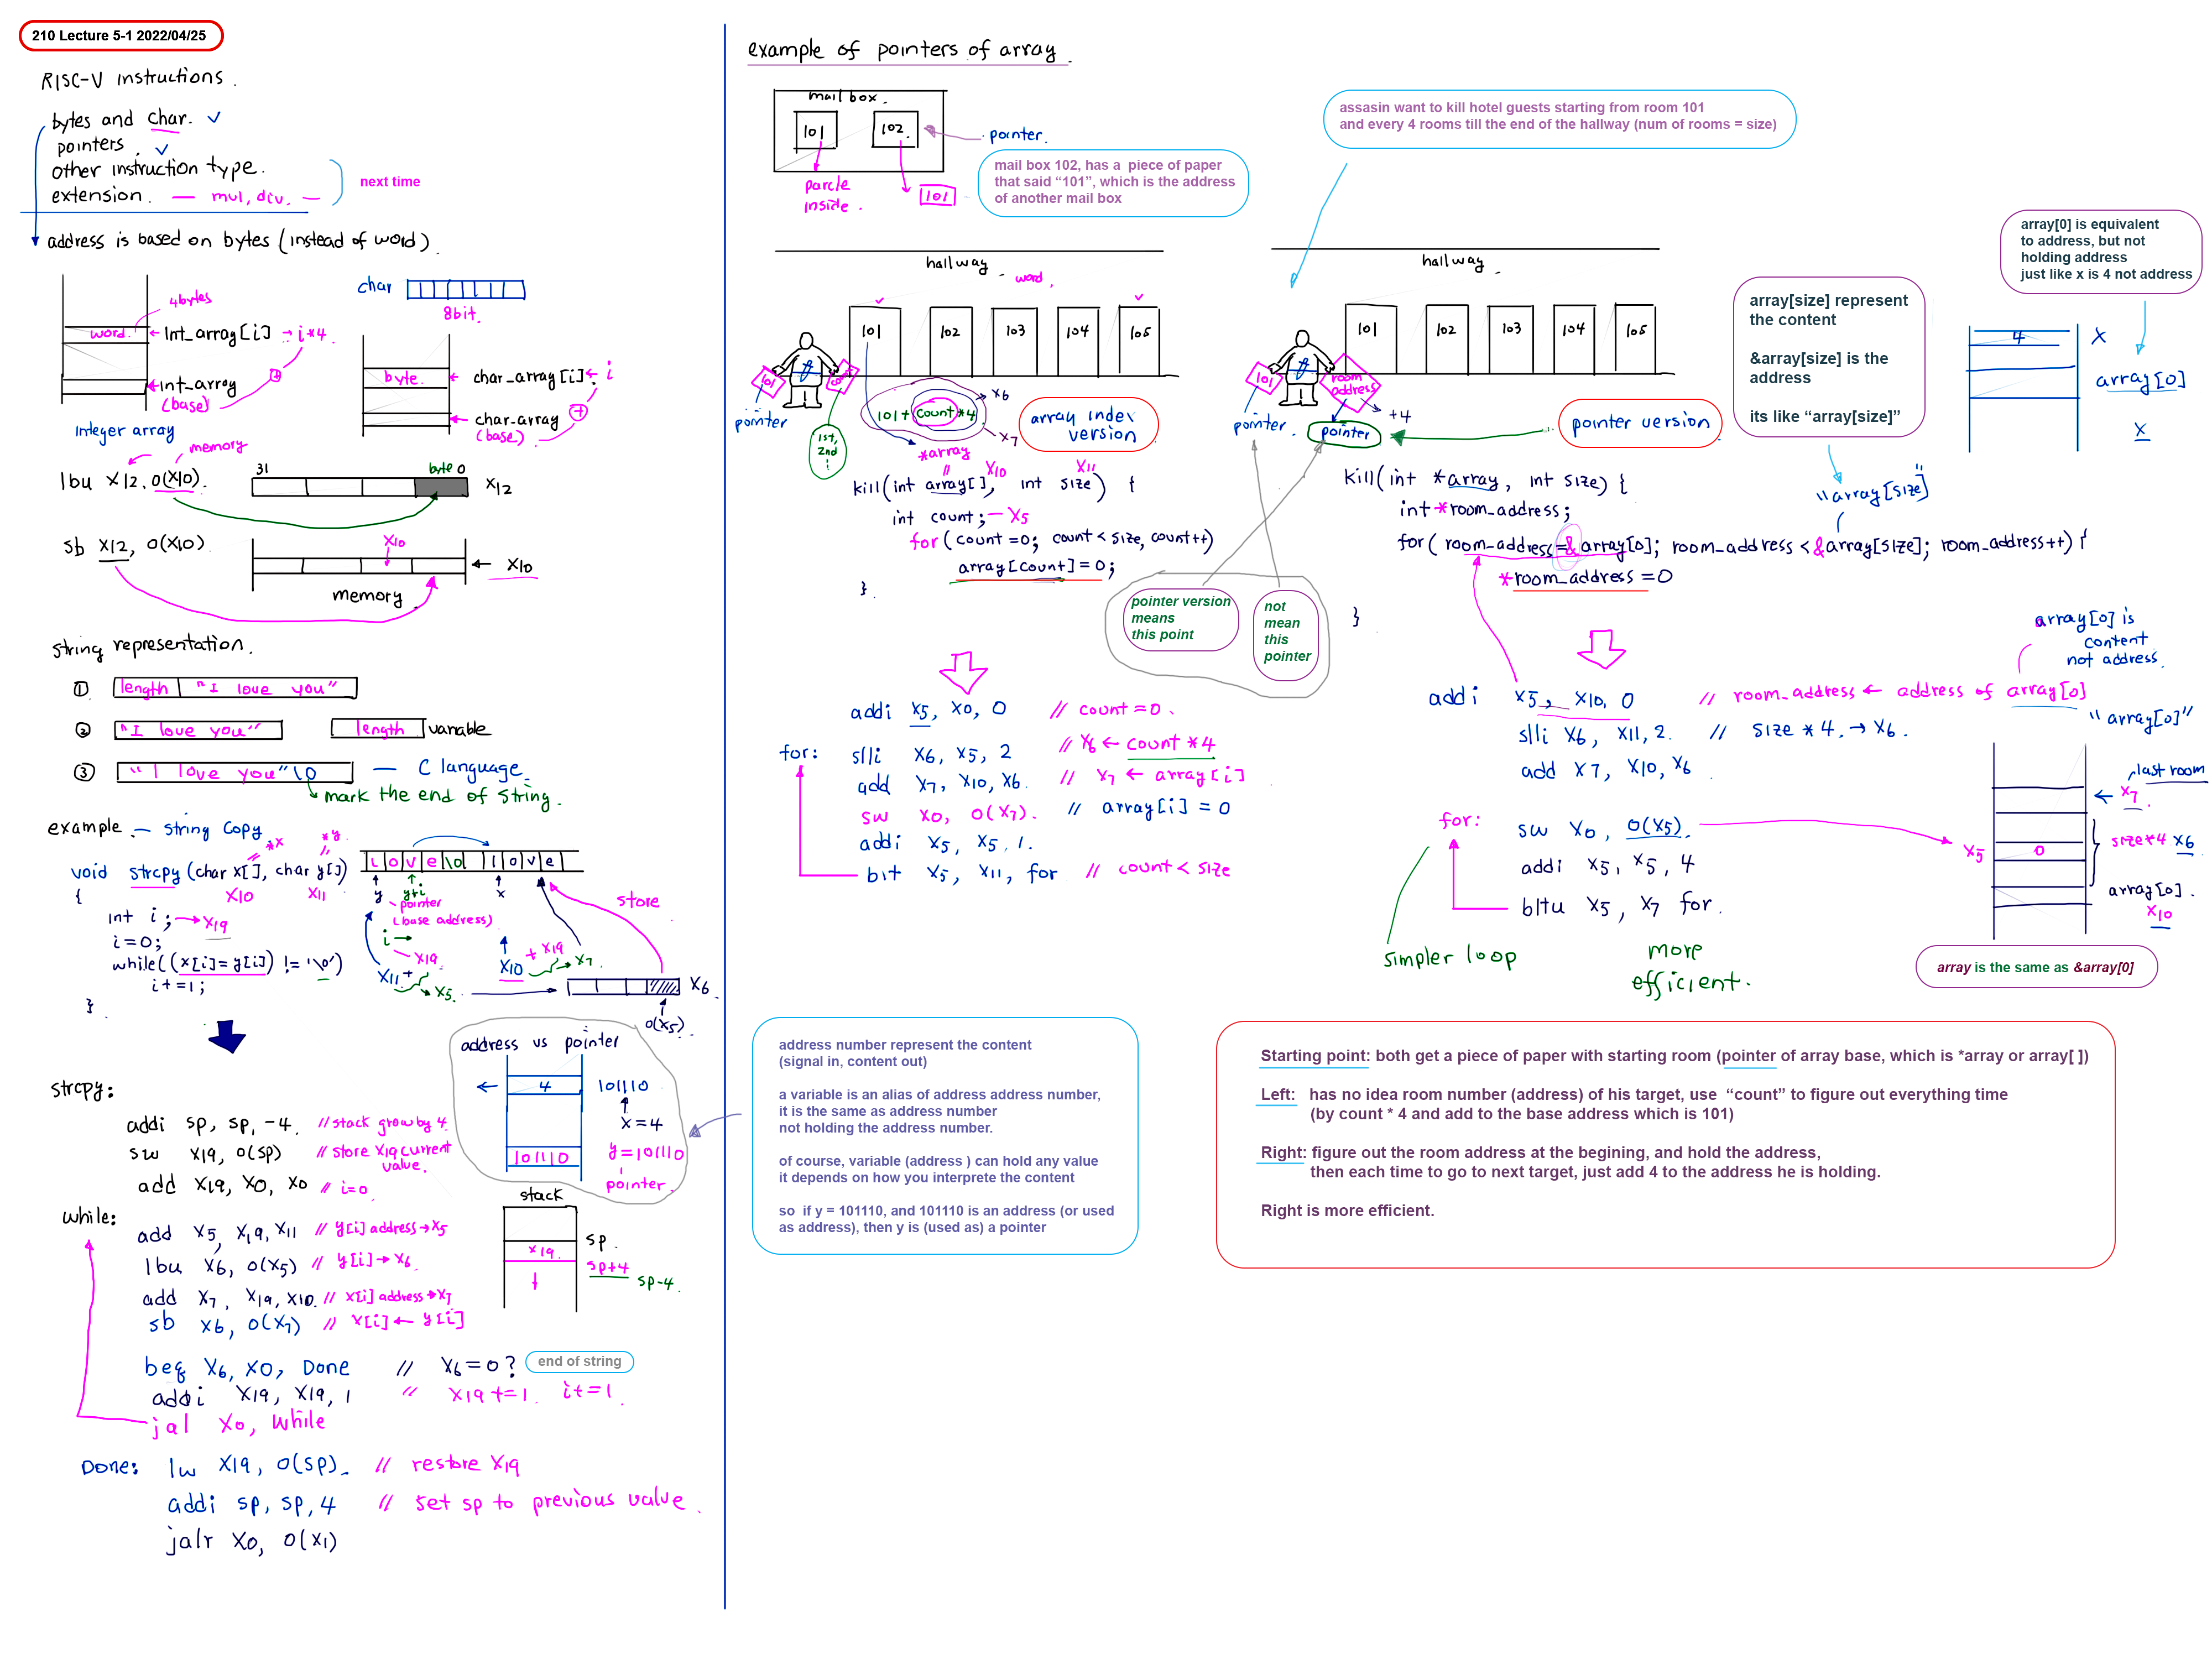 210 Lecture 5-1 2022/04/25
RISC-V instructions.
bytes and char.
pointers.
other instruction type.
extension. — mul, div. —
next time
address is based on bytes (instead of word).
4bytes
word.
int_array[i] → i*4
int_array
(base)
Integer array
char
8bit.
byte.
char_array[i] ← i
char-array
(base)
+
memory
lbu x12, 0(x10).
31
byte 0
x12
sb x12, 0(x10).
x10
← x10
memory
string representation.
① length "I love you"
② "I love you" length variable
③ "I love you"\0 — C language.
mark the end of string.
example — string copy
*x
*y
void strcpy(char x[], char y[])
x10 x11
{
int i; → x19
i=0;
while((x[i]=y[i]) != '\0')
i+=1;
}
L o v e \0 l o v e
y
y+i
x
pointer
(base address)
i →
x19
x11 +
x5
x10 + x19
x7
store
x6
0(x5)
address vs pointer
4
101110
x=4
101110
y=101110
pointer.
stack
x19
sp.
sp+4
sp-4.
strcpy:
addi sp, sp, -4. // stack grow by 4
sw x19, 0(sp) // store x19 current
value.
add x19, x0, x0 // i=0
while:
add x5, x19, x11 // y[i] address → x5
lbu x6, 0(x5) // y[i] → x6
add x7, x19, x10. // x[i] address → x7
sb x6, 0(x7) // x[i] ← y[i]
beq x6, x0, Done // x6=0?
end of string
addi x19, x19, 1 // x19+=1. i+=1
jal x0, while
Done: lw x19, 0(sp). // restore x19
addi sp, sp, 4 // set sp to previous value.
jalr x0, 0(x1)
example of pointers of array.
mail box.
101
102.
pointer.
parcle
inside.
101
mail box 102, has a piece of paper
that said “101”, which is the address
of another mail box
hallway
word.
101
102
103
104
105
101
count
pointer
1st,
2nd
101+ count*4
x6
x7
array index
version
*array
x10
x11
kill(int array[], int size) {
int count; — x5
for(count=0; count<size, count++)
array[count]=0;
}
pointer version
means
this point
not
mean
this
pointer
addi x5, x0, 0 // count=0.
for: slli x6, x5, 2 // x6 ← count*4
add x7, x10, x6. // x7 ← array[i]
sw x0, 0(x7). // array[i] = 0
addi x5, x5, 1.
blt x5, x11, for // count < size
assasin want to kill hotel guests starting from room 101
and every 4 rooms till the end of the hallway (num of rooms = size)
hallway
101
102
103
104
105
101
room
address
+4
pointer.
pointer
pointer version
kill(int *array, int size) {
int *room_address;
for(room_address=&array[0]; room_address<&array[size]; room_address++) {
*room_address=0
}
array[size] represent
the content
&array[size] is the
address
its like “array[size”
"array[size]"
array[0] is equivalent
to address, but not
holding address
just like x is 4 not address
4
x
array[0]
x
array[0] is
content
not address.
addi x5, x10, 0 // room_address ← address of array[0]
"array[0]"
slli x6, x11, 2. // size*4. → x6.
add x7, x10, x6
for: sw x0, 0(x5).
addi x5, x5, 4
bltu x5, x7 for.
last room
← x7.
x5
0
size*4 x6
array[0].
x10
simpler loop
more
efficient.
array is the same as &array[0]
address number represent the content
(signal in, content out)
a variable is an alias of address address number,
it is the same as address number
not holding the address number.
of course, variable (address ) can hold any value
it depends on how you interprete the content
so if y = 101110, and 101110 is an address (or used
as address), then y is (used as) a pointer
Starting point: both get a piece of paper with starting room (pointer of array base, which is *array or array[ ])
Left: has no idea room number (address) of his target, use “count” to figure out everything time
(by count * 4 and add to the base address which is 101)
Right: figure out the room address at the begining, and hold the address,
then each time to go to next target, just add 4 to the address he is holding.
Right is more efficient.